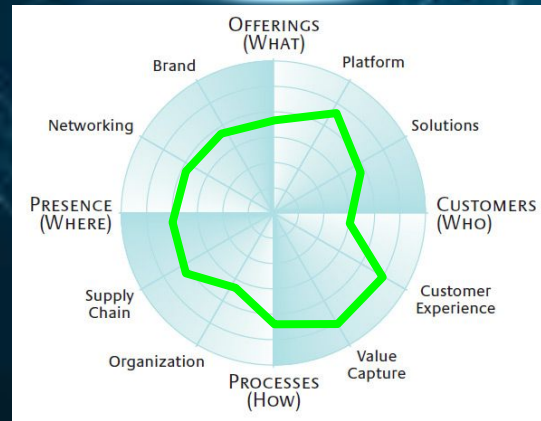 OFFERINGS
(WHAT)
Brand
Platform
Networking
Solutions
PRESENCE
(WHERE)
CUSTOMERS
(WHO)
Supply
Chain
Customer
Experience
Organization
Value
Capture
PROCESSES
(HOW)